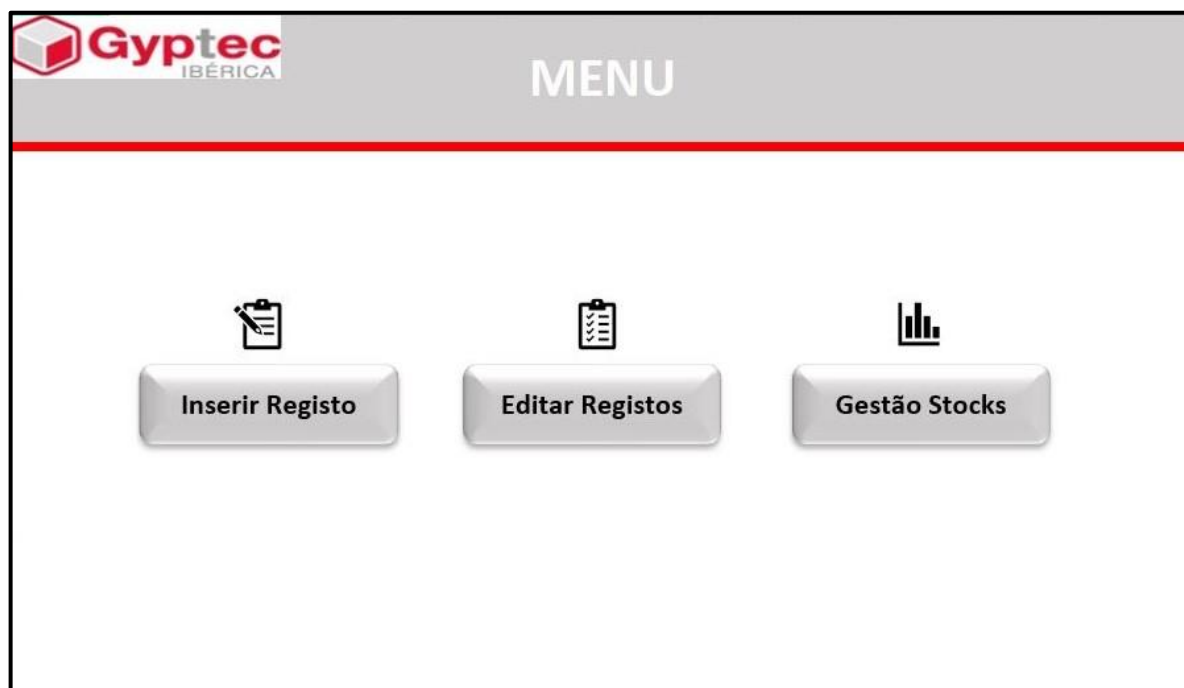 Gyptec
IBÉRICA
MENU
Inserir Registo
Editar Registos
Gestão Stocks